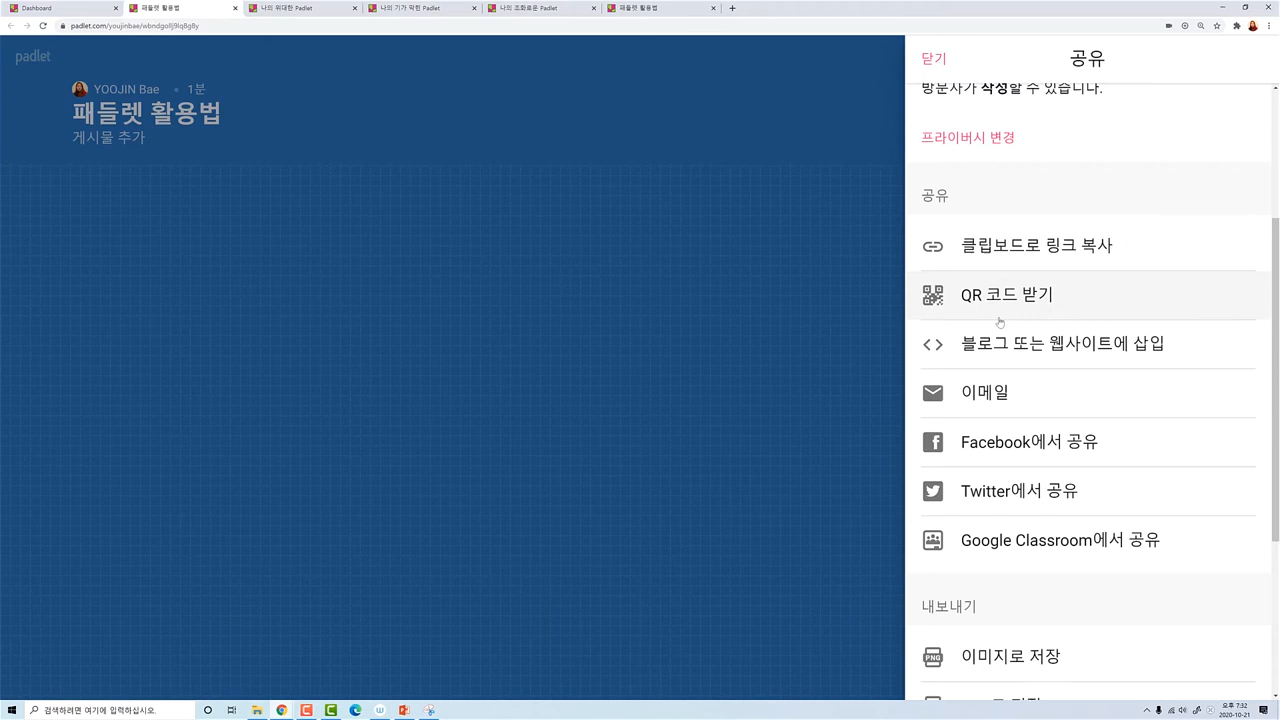 Dashboard
패들렛 활용법
나의 위대한 Padlet
나의 기가 막힌 Padlet
나의 조화로운 Padlet
패들렛 활용법
padlet
YOOJIN Bae • 1분
패들렛 활용법
게시물 추가
닫기
공유
방문자가 작성할 수 있습니다.
프라이버시 변경
공유
클립보드로 링크 복사
QR 코드 받기
블로그 또는 웹사이트에 삽입
이메일
Facebook에서 공유
Twitter에서 공유
Google Classroom에서 공유
내보내기
PNG
이미지로 저장
검색하려면 여기에 입력하십시오.
오후 7:32
2020-10-21